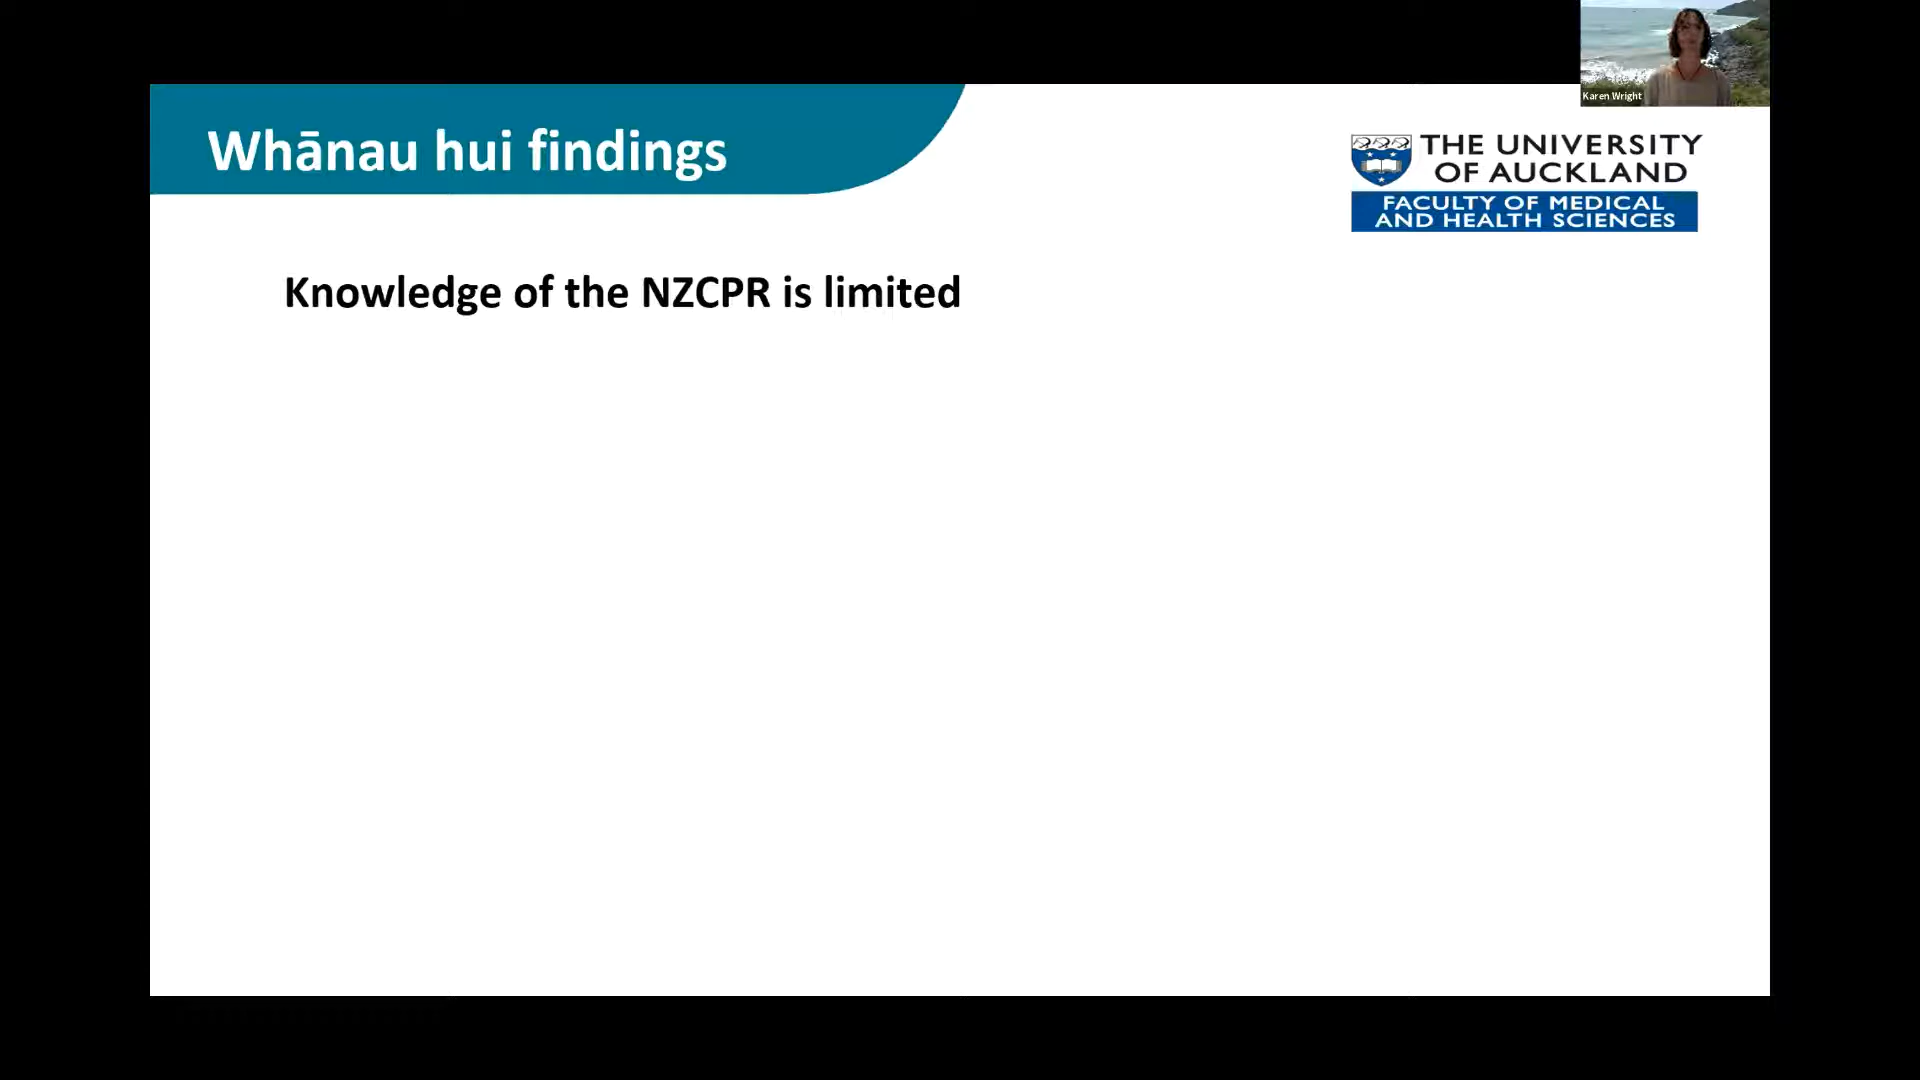 Karen Wright
Whānau hui findings
THE UNIVERSITY
OF AUCKLAND
FACULTY OF MEDICAL
AND HEALTH SCIENCES
Knowledge of the NZCPR is limited